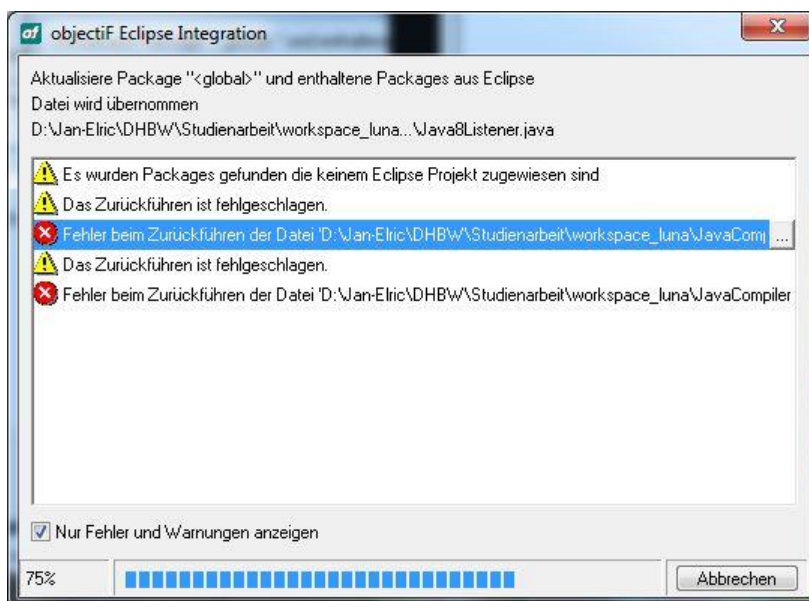 of objectiF Eclipse Integration
Aktualisiere Package "<global>" und enthaltene Packages aus Eclipse
Datei wird übernommen
D:\Jan-Elric\DHBW\Studienarbeit\workspace_luna...\Java8Listener.java
Es wurden Packages gefunden die keinem Eclipse Projekt zugewiesen sind
Das Zurückführen ist fehlgeschlagen.
Fehler beim Zurückführen der Datei 'D:\Jan-Elric\DHBW\Studienarbeit\workspace_luna\JavaComp ...
Das Zurückführen ist fehlgeschlagen.
Fehler beim Zurückführen der Datei 'D:\Jan-Elric\DHBW\Studienarbeit\workspace_luna\JavaCompiler
Nur Fehler und Warnungen anzeigen
75% Abbrechen